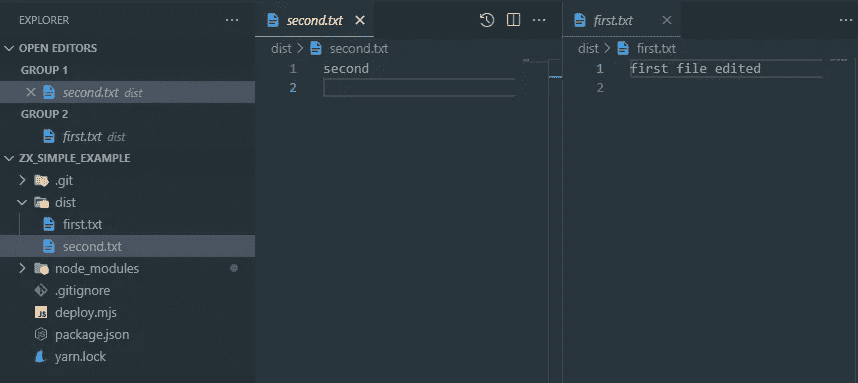 EXPLORER
OPEN EDITORS
GROUP 1
second.txt dist
GROUP 2
first.txt dist
ZX_SIMPLE_EXAMPLE
.git
dist
first.txt
second.txt
node_modules
.gitignore
JS deploy.mjs
JS package.json
yarn.lock
second.txt
dist > second.txt
1 second
2
first.txt
dist > first.txt
1 first file edited
2